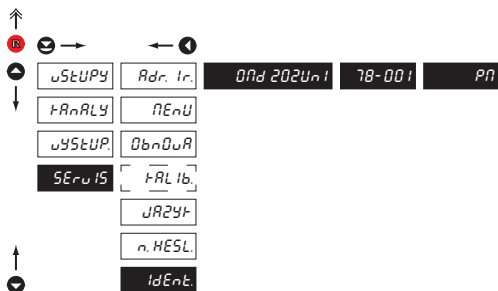 R
vStUPY Adr. Ir. OMd 202UnI 78-001 PM
KAnALY MEnU
vYStUP. ObnOvA
SErvIS KALIb.
JAZYK
n. HESL.
IdEnt.